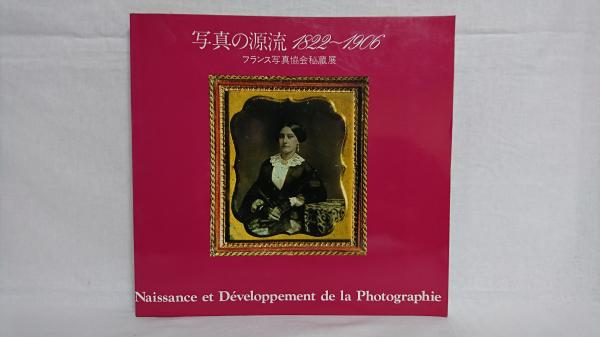 写真の源流 1822〜1906
フランス写真協会秘蔵展
Naissance et Développement de la Photographie